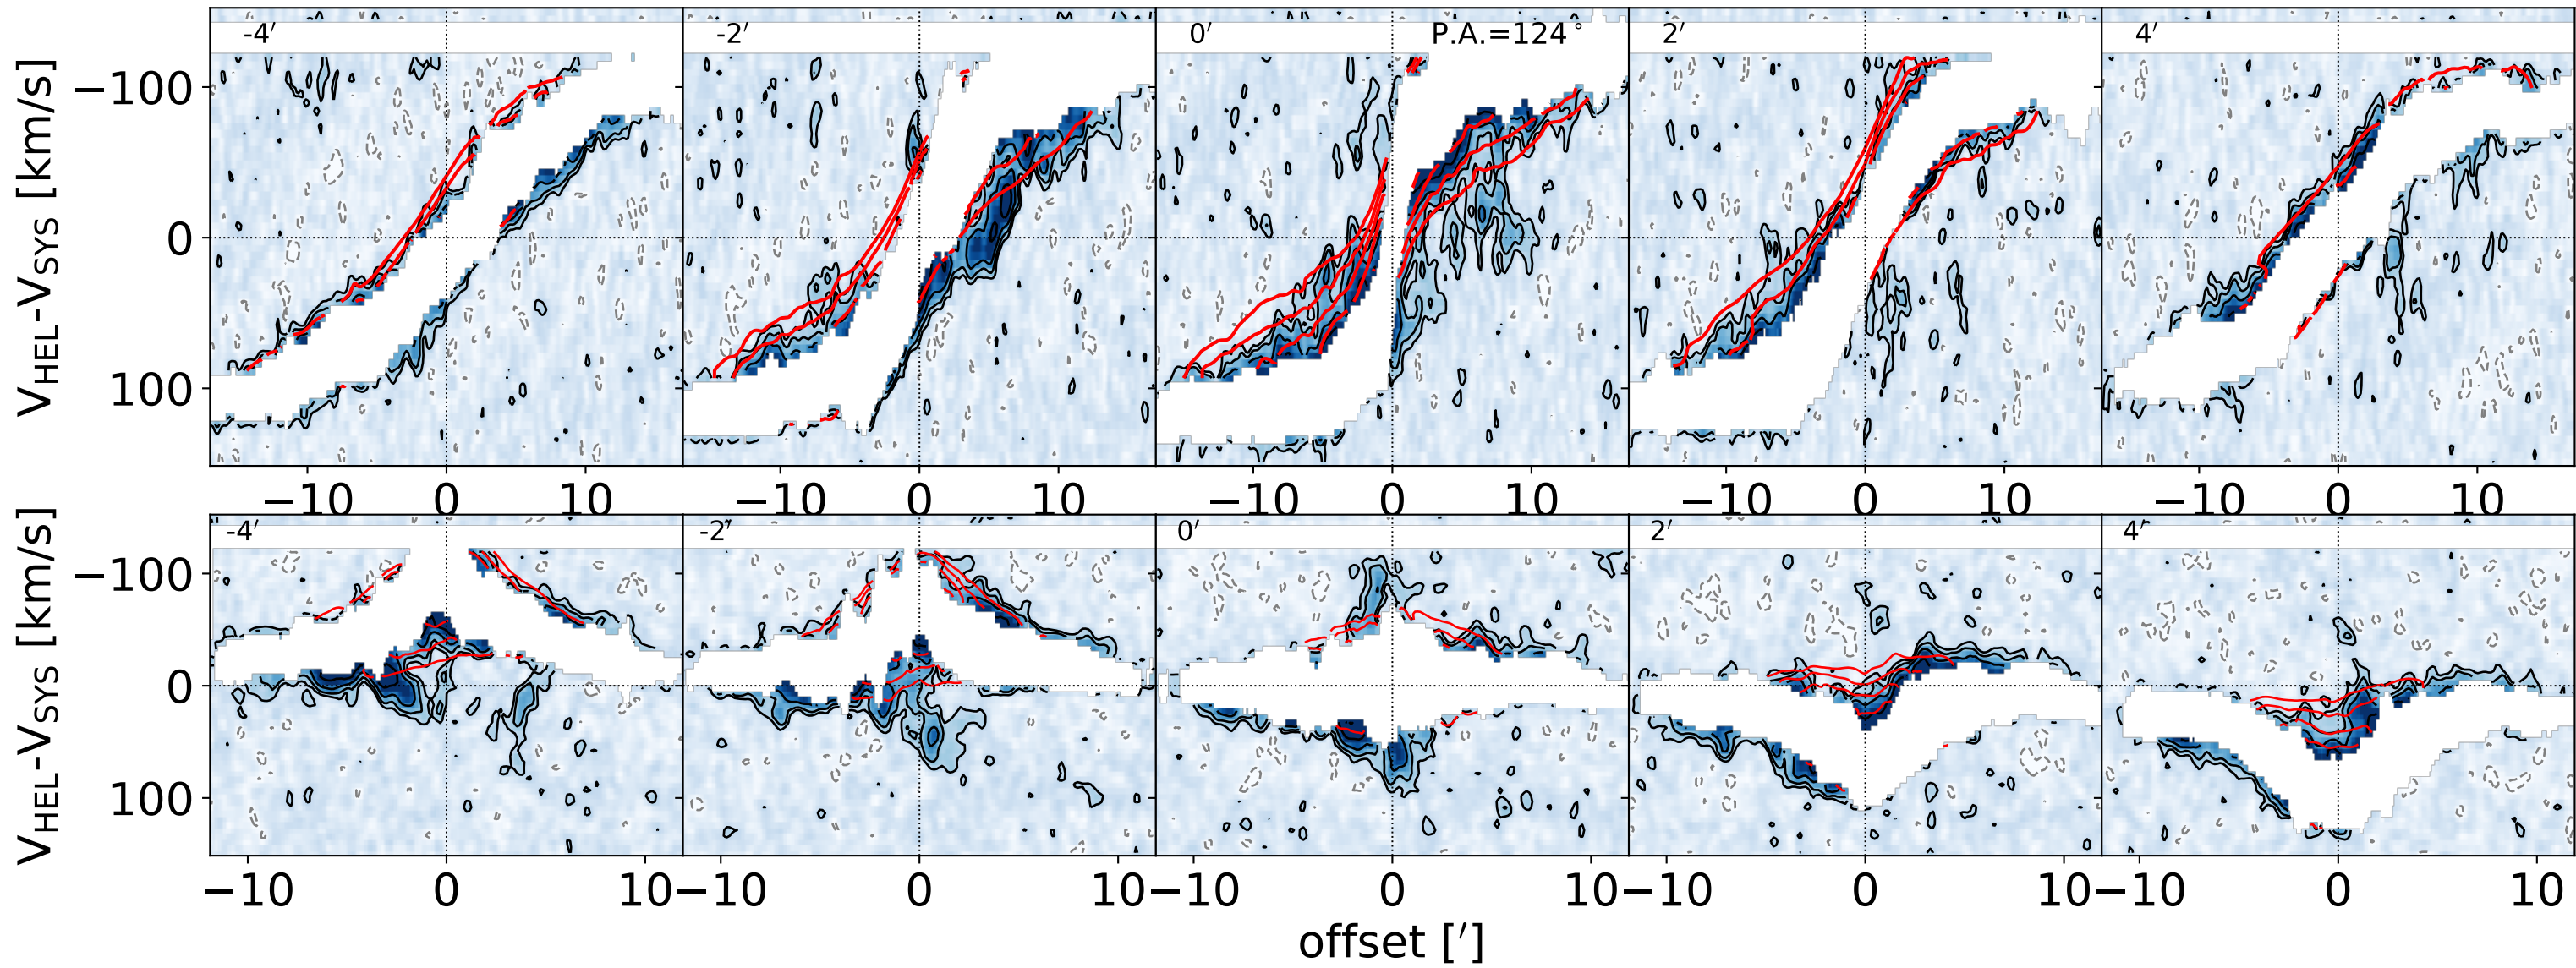 -4′ -2′ 0′ P.A.=124° 2′ 4′
V_HEL-V_SYS [km/s]
−100
0
100
−10 0 10 −10 0 10 −10 0 10 −10 0 10 −10 0 10
-4′ -2′ 0′ 2′ 4′
V_HEL-V_SYS [km/s]
−100
0
100
−10 0 10 −10 0 10 −10 0 10 −10 0 10 −10 0 10
offset [′]